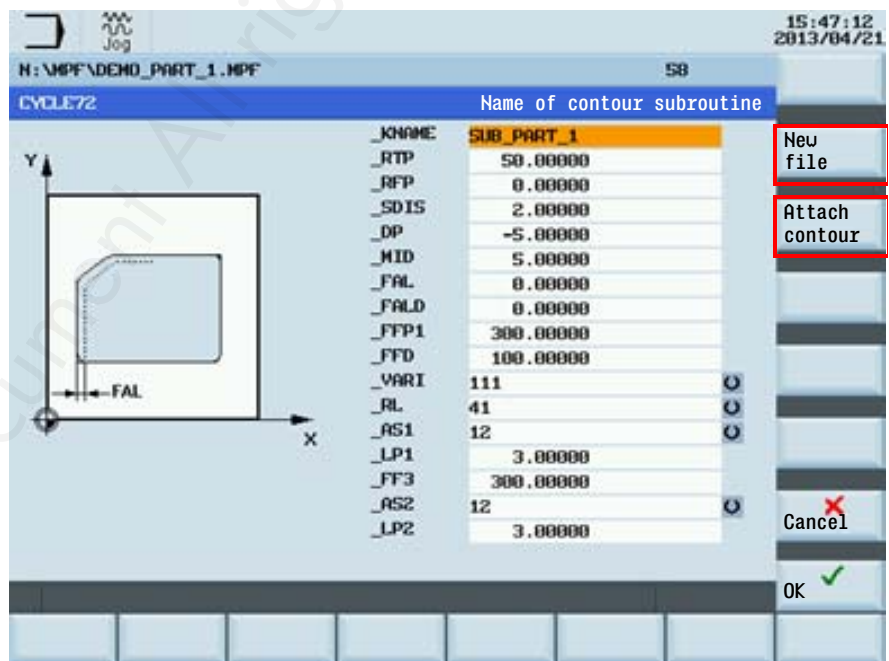 Jog
15:47:12
2013/04/21
N:\MPF\DEMO_PART_1.MPF 58
CYCLE72 Name of contour subroutine
_KNAME SUB_PART_1
_RTP 50.00000
_RFP 0.00000
_SDIS 2.00000
_DP -5.00000
_MID 5.00000
_FAL 0.00000
_FALD 0.00000
_FFP1 300.00000
_FFD 100.00000
_VARI 111
_RL 41
_AS1 12
_LP1 3.00000
_FF3 300.00000
_AS2 12
_LP2 3.00000
Y
FAL
X
New
file
Attach
contour
Cancel
OK